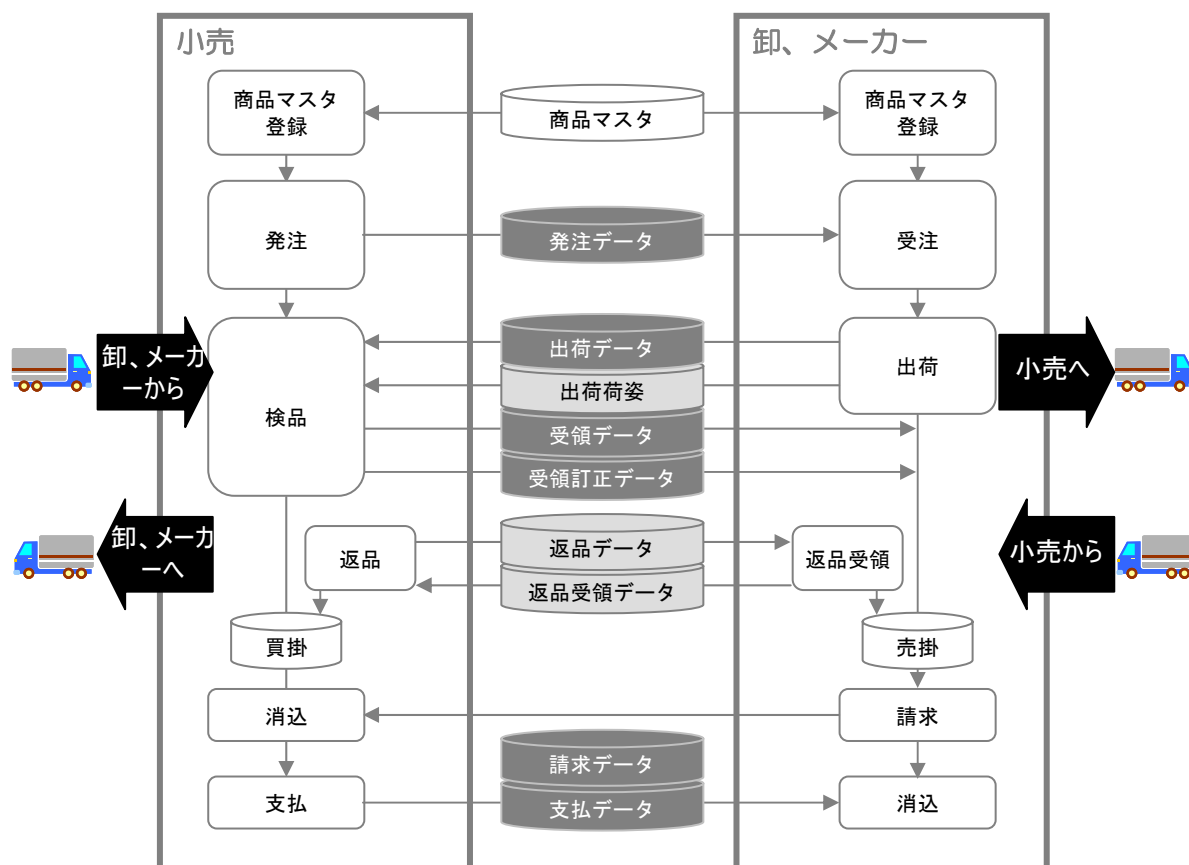 小売
卸、メーカー
商品マスタ
登録
商品マスタ
商品マスタ
登録
発注
発注データ
受注
卸、メーカ
ーから
検品
出荷データ
出荷荷姿
受領データ
受領訂正データ
出荷
小売へ
卸、メーカ
ーへ
返品
返品データ
返品受領データ
返品受領
小売から
買掛
売掛
消込
請求
請求データ
支払
支払データ
消込